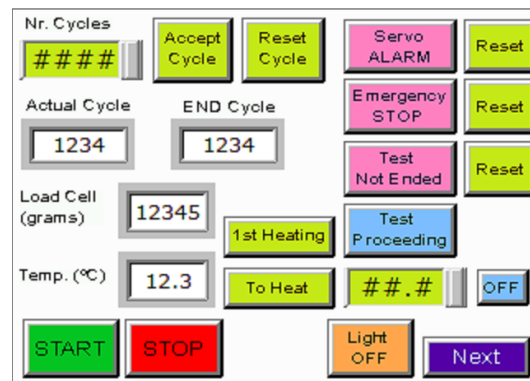 Nr. Cycles
####
Accept
Cycle
Reset
Cycle
Servo
ALARM
Reset
Actual Cycle
END Cycle
1234
1234
Emergency
STOP
Reset
Test
Not Ended
Reset
Load Cell
(grams)
12345
1st Heating
Test
Proceeding
Temp. (ºC)
12.3
To Heat
##.#
OFF
START
STOP
Light
OFF
Next